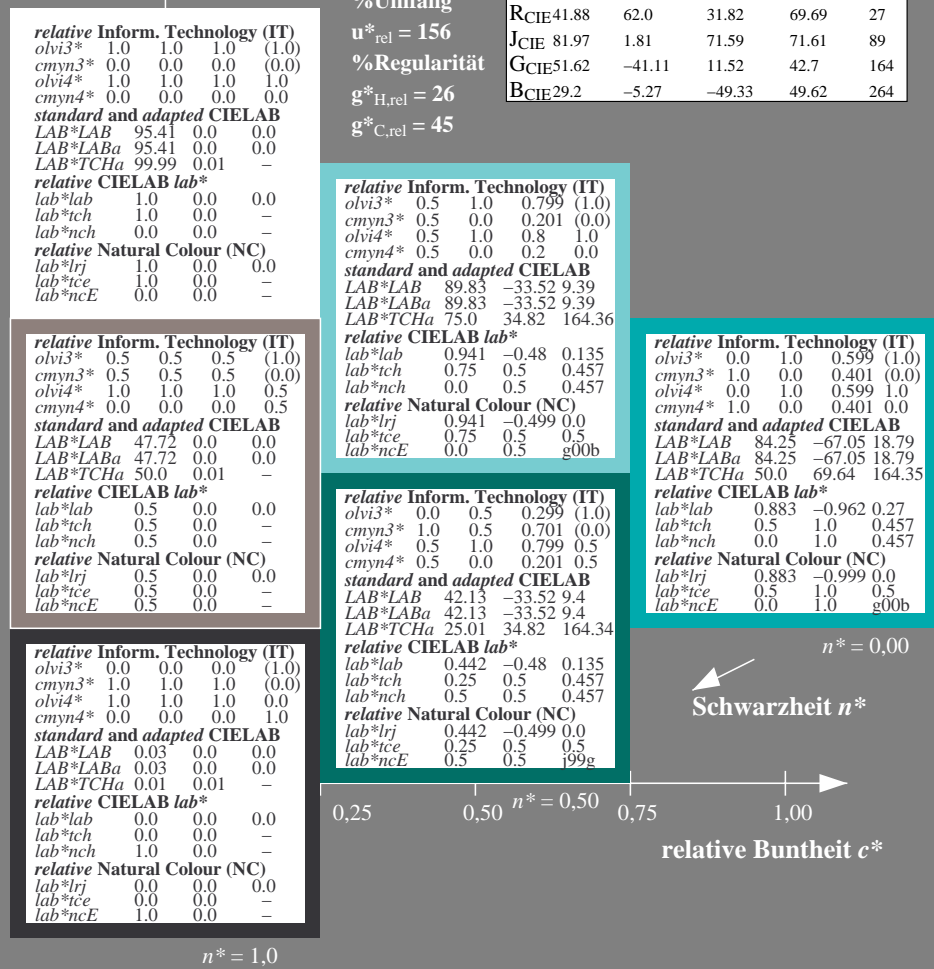 %Umfang
u*rel = 156
%Regularität
g*H,rel = 26
g*C,rel = 45
RCIE 41.88 62.0 31.82 69.69 27
JCIE 81.97 1.81 71.59 71.61 89
GCIE 51.62 −41.11 11.52 42.7 164
BCIE 29.2 −5.27 −49.33 49.62 264
relative Inform. Technology (IT)
olvi3* 1.0 1.0 1.0 (1.0)
cmyn3* 0.0 0.0 0.0 (0.0)
olvi4* 1.0 1.0 1.0 1.0
cmyn4* 0.0 0.0 0.0 0.0
standard and adapted CIELAB
LAB*LAB 95.41 0.0 0.0
LAB*LABa 95.41 0.0 0.0
LAB*TCHa 99.99 0.01 –
relative CIELAB lab*
lab*lab 1.0 0.0 0.0
lab*tch 1.0 0.0 –
lab*nch 0.0 0.0 –
relative Natural Colour (NC)
lab*lrj 1.0 0.0 0.0
lab*tce 1.0 0.0 –
lab*ncE 0.0 0.0 –
relative Inform. Technology (IT)
olvi3* 0.5 1.0 0.799 (1.0)
cmyn3* 0.5 0.0 0.201 (0.0)
olvi4* 0.5 1.0 0.8 1.0
cmyn4* 0.5 0.0 0.2 0.0
standard and adapted CIELAB
LAB*LAB 89.83 −33.52 9.39
LAB*LABa 89.83 −33.52 9.39
LAB*TCHa 75.0 34.82 164.36
relative CIELAB lab*
lab*lab 0.941 −0.48 0.135
lab*tch 0.75 0.5 0.457
lab*nch 0.0 0.5 0.457
relative Natural Colour (NC)
lab*lrj 0.941 −0.499 0.0
lab*tce 0.75 0.5 0.5
lab*ncE 0.0 0.5 g00b
relative Inform. Technology (IT)
olvi3* 0.5 0.5 0.5 (1.0)
cmyn3* 0.5 0.5 0.5 (0.0)
olvi4* 1.0 1.0 1.0 0.5
cmyn4* 0.0 0.0 0.0 0.5
standard and adapted CIELAB
LAB*LAB 47.72 0.0 0.0
LAB*LABa 47.72 0.0 0.0
LAB*TCHa 50.0 0.01 –
relative CIELAB lab*
lab*lab 0.5 0.0 0.0
lab*tch 0.5 0.0 –
lab*nch 0.5 0.0 –
relative Natural Colour (NC)
lab*lrj 0.5 0.0 0.0
lab*tce 0.5 0.0 –
lab*ncE 0.5 0.0 –
relative Inform. Technology (IT)
olvi3* 0.0 1.0 0.599 (1.0)
cmyn3* 1.0 0.0 0.401 (0.0)
olvi4* 0.0 1.0 0.599 1.0
cmyn4* 1.0 0.0 0.401 0.0
standard and adapted CIELAB
LAB*LAB 84.25 −67.05 18.79
LAB*LABa 84.25 −67.05 18.79
LAB*TCHa 50.0 69.64 164.35
relative CIELAB lab*
lab*lab 0.883 −0.962 0.27
lab*tch 0.5 1.0 0.457
lab*nch 0.0 1.0 0.457
relative Natural Colour (NC)
lab*lrj 0.883 −0.999 0.0
lab*tce 0.5 1.0 0.5
lab*ncE 0.0 1.0 g00b
relative Inform. Technology (IT)
olvi3* 0.0 0.5 0.299 (1.0)
cmyn3* 1.0 0.5 0.701 (0.0)
olvi4* 0.5 1.0 0.799 0.5
cmyn4* 0.5 0.0 0.201 0.5
standard and adapted CIELAB
LAB*LAB 42.13 −33.52 9.4
LAB*LABa 42.13 −33.52 9.4
LAB*TCHa 25.01 34.82 164.34
relative CIELAB lab*
lab*lab 0.442 −0.48 0.135
lab*tch 0.25 0.5 0.457
lab*nch 0.5 0.5 0.457
relative Natural Colour (NC)
lab*lrj 0.442 −0.499 0.0
lab*tce 0.25 0.5 0.5
lab*ncE 0.5 0.5 j99g
relative Inform. Technology (IT)
olvi3* 0.0 0.0 0.0 (1.0)
cmyn3* 1.0 1.0 1.0 (0.0)
olvi4* 1.0 1.0 1.0 0.0
cmyn4* 0.0 0.0 0.0 1.0
standard and adapted CIELAB
LAB*LAB 0.03 0.0 0.0
LAB*LABa 0.03 0.0 0.0
LAB*TCHa 0.01 0.01 –
relative CIELAB lab*
lab*lab 0.0 0.0 0.0
lab*tch 0.0 0.0 –
lab*nch 1.0 0.0 –
relative Natural Colour (NC)
lab*lrj 0.0 0.0 0.0
lab*tce 0.0 0.0 –
lab*ncE 1.0 0.0 –
n* = 0,00
Schwarzheit n*
n* = 0,50
0,25 0,50 0,75 1,00
relative Buntheit c*
n* = 1,0